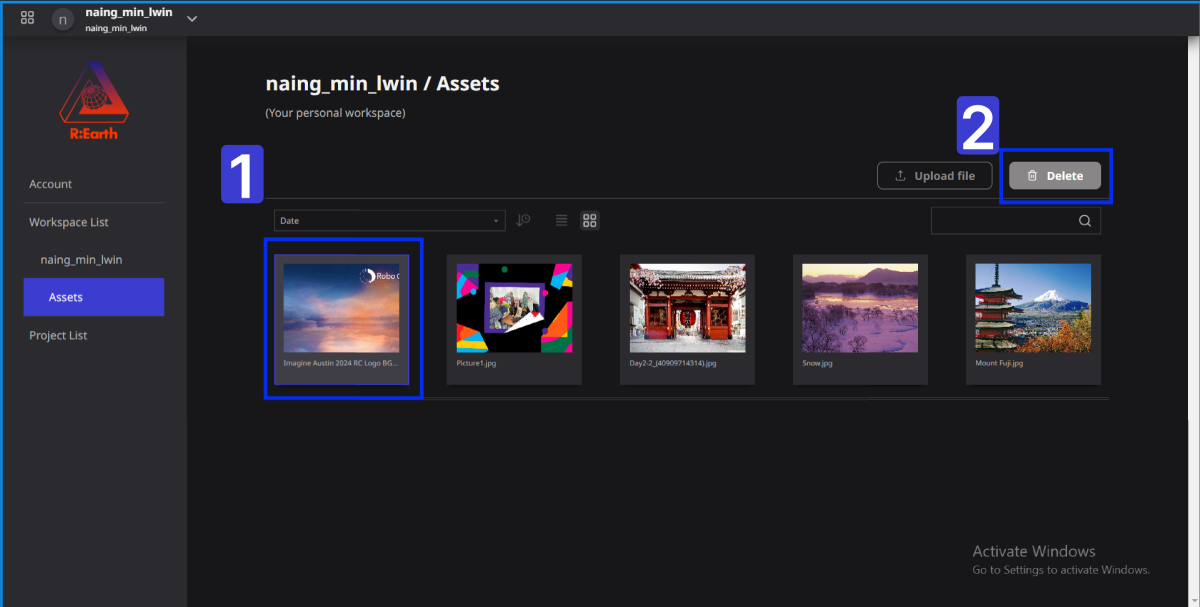 n
naing_min_lwin
naing_min_lwin
R:Earth
Account
Workspace List
naing_min_lwin
Assets
Project List
naing_min_lwin / Assets
(Your personal workspace)
1
2
Upload file
Delete
Date
Robo
Imagine Austin 2024 RC Logo BG...
Picture1.jpg
Day2-2_(40909714314).jpg
Snow.jpg
Mount Fuji.jpg
Activate Windows
Go to Settings to activate Windows.